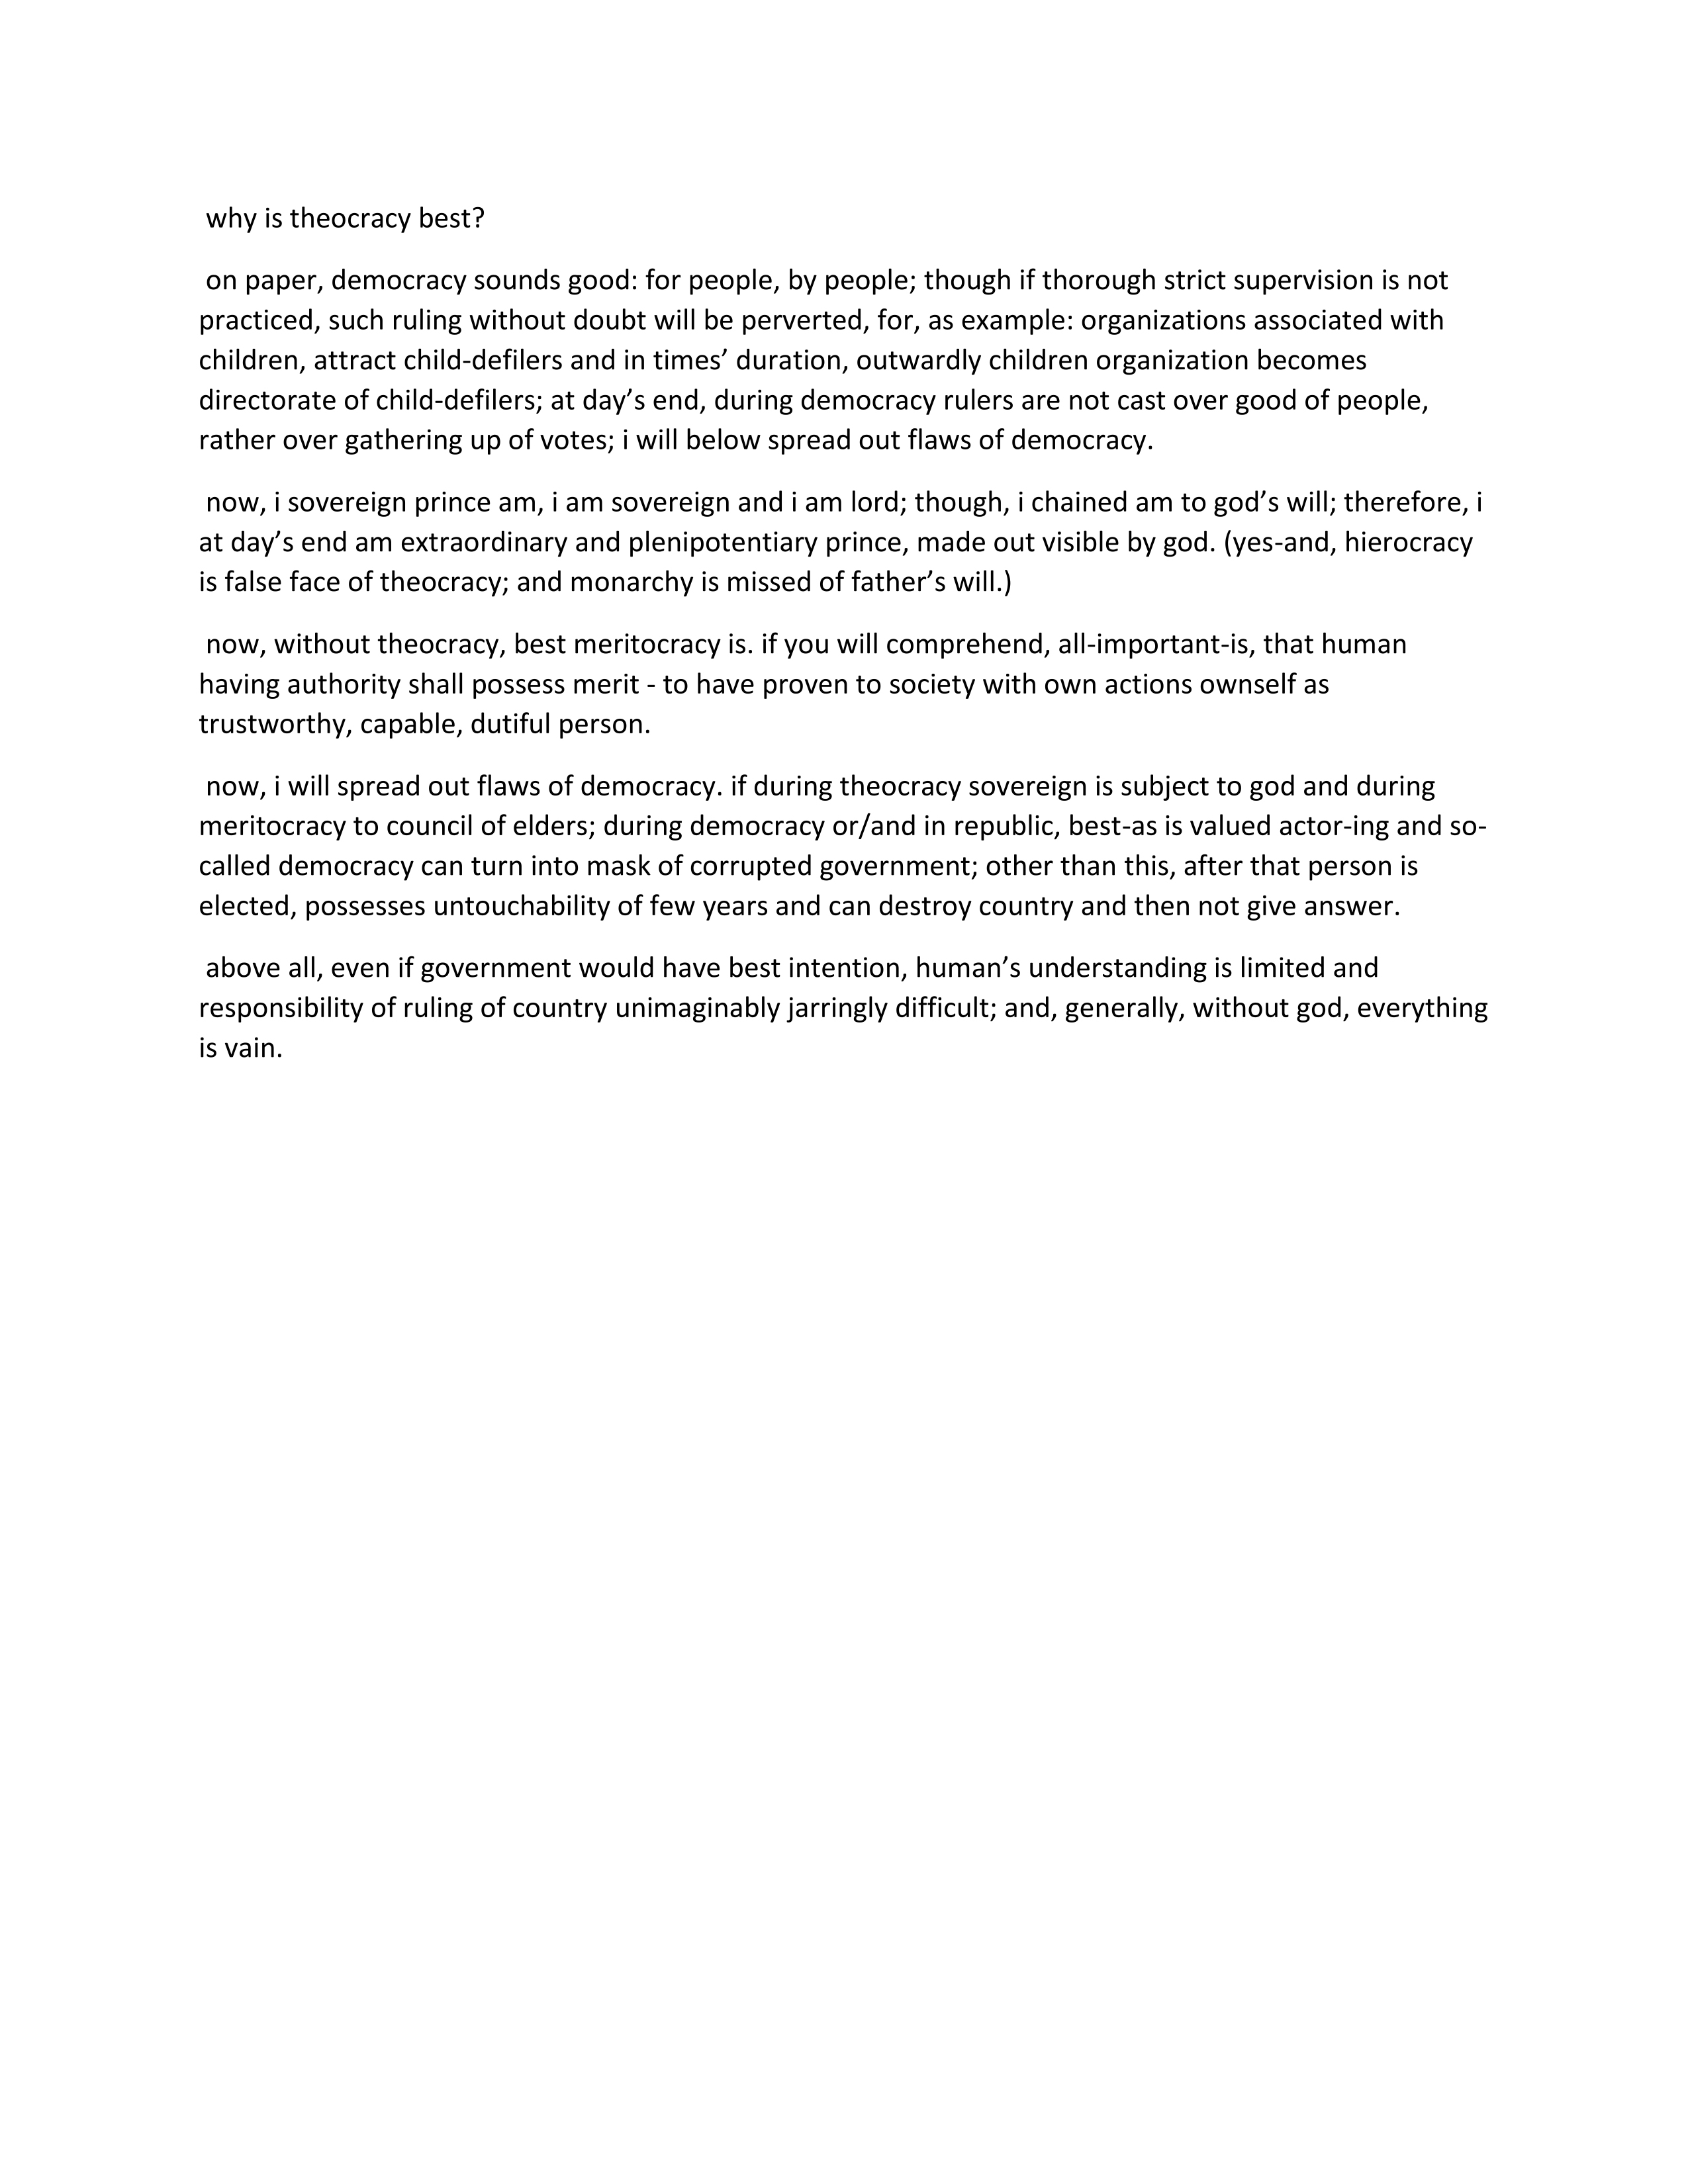 why is theocracy best?
on paper, democracy sounds good: for people, by people; though if thorough strict supervision is not
practiced, such ruling without doubt will be perverted, for, as example: organizations associated with
children, attract child-defilers and in times’ duration, outwardly children organization becomes
directorate of child-defilers; at day’s end, during democracy rulers are not cast over good of people,
rather over gathering up of votes; i will below spread out flaws of democracy.
now, i sovereign prince am, i am sovereign and i am lord; though, i chained am to god’s will; therefore, i
at day’s end am extraordinary and plenipotentiary prince, made out visible by god. (yes-and, hierocracy
is false face of theocracy; and monarchy is missed of father’s will.)
now, without theocracy, best meritocracy is. if you will comprehend, all-important-is, that human
having authority shall possess merit - to have proven to society with own actions ownself as
trustworthy, capable, dutiful person.
now, i will spread out flaws of democracy. if during theocracy sovereign is subject to god and during
meritocracy to council of elders; during democracy or/and in republic, best-as is valued actor-ing and so-
called democracy can turn into mask of corrupted government; other than this, after that person is
elected, possesses untouchability of few years and can destroy country and then not give answer.
above all, even if government would have best intention, human’s understanding is limited and
responsibility of ruling of country unimaginably jarringly difficult; and, generally, without god, everything
is vain.